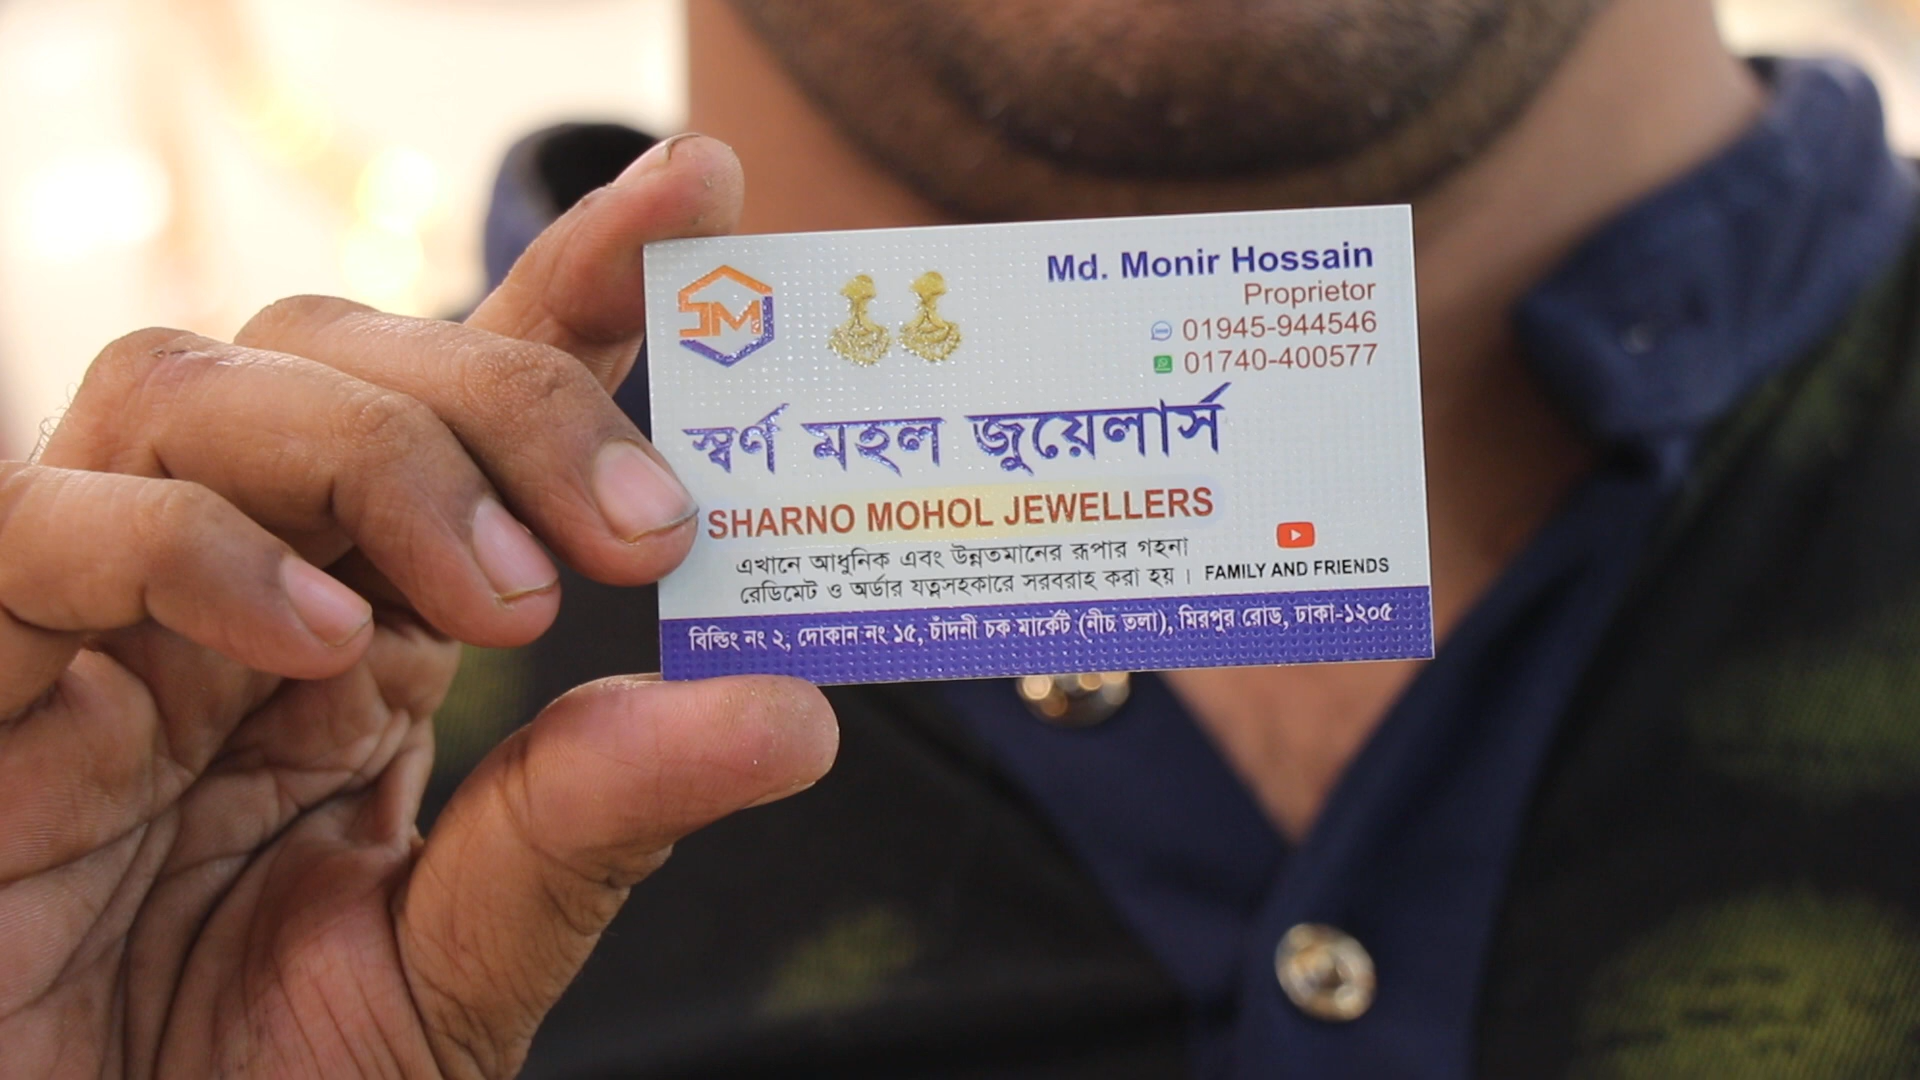 SM
Md. Monir Hossain
Proprietor
01945-944546
01740-400577
স্বর্ণ মহল জুয়েলার্স
SHARNO MOHOL JEWELLERS
এখানে আধুনিক এবং উন্নতমানের রূপার গহনা
রেডিমেট ও অর্ডার যত্নসহকারে সরবরাহ করা হয় ।
FAMILY AND FRIENDS
বিল্ডিং নং ২, দোকান নং ১৫, চাঁদনী চক মার্কেট (নীচ তলা), মিরপুর রোড, ঢাকা-১২০৫